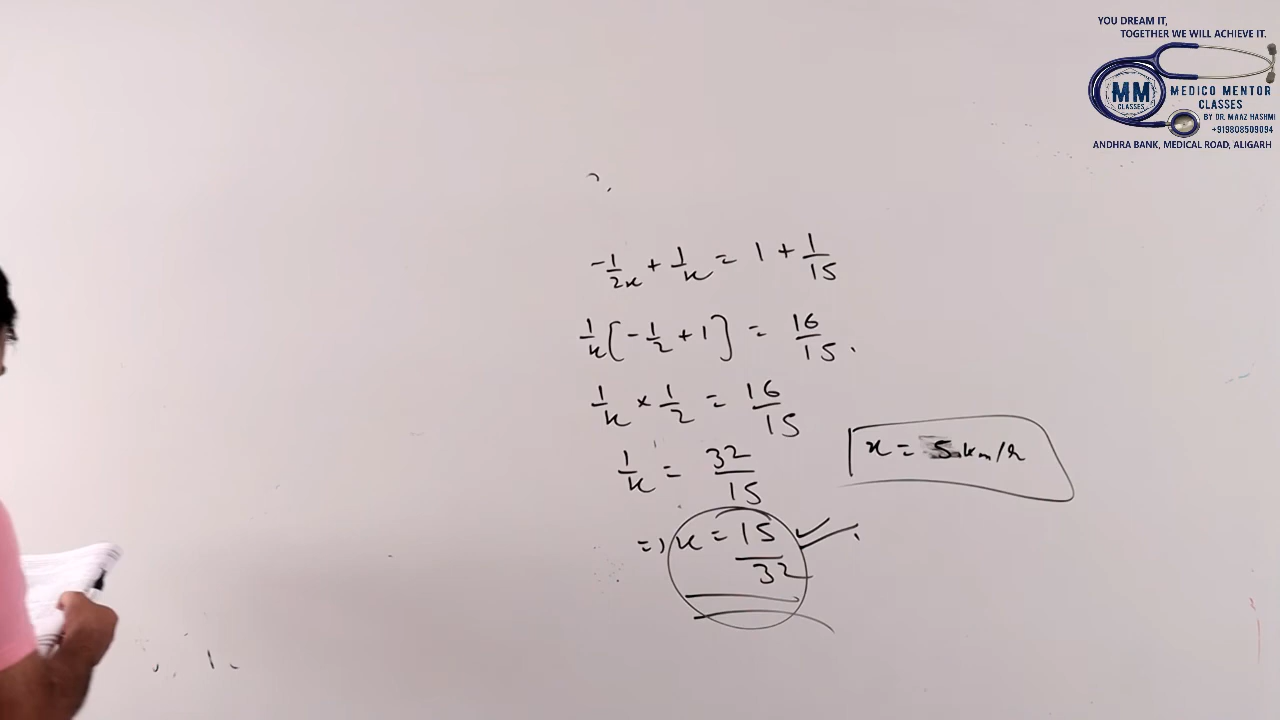 YOU DREAM IT,
TOGETHER WE WILL ACHIEVE IT.
MM
CLASSES
MEDICO MENTOR
CLASSES
BY DR. MAAZ HASHMI
+919808509094
ANDHRA BANK, MEDICAL ROAD, ALIGARH
-1/2x + 1/x = 1 + 1/15
1/x [-1/2 + 1] = 16/15
1/x × 1/2 = 16/15
1/x = 32/15
x = 5 km/h
=) x = 15/32